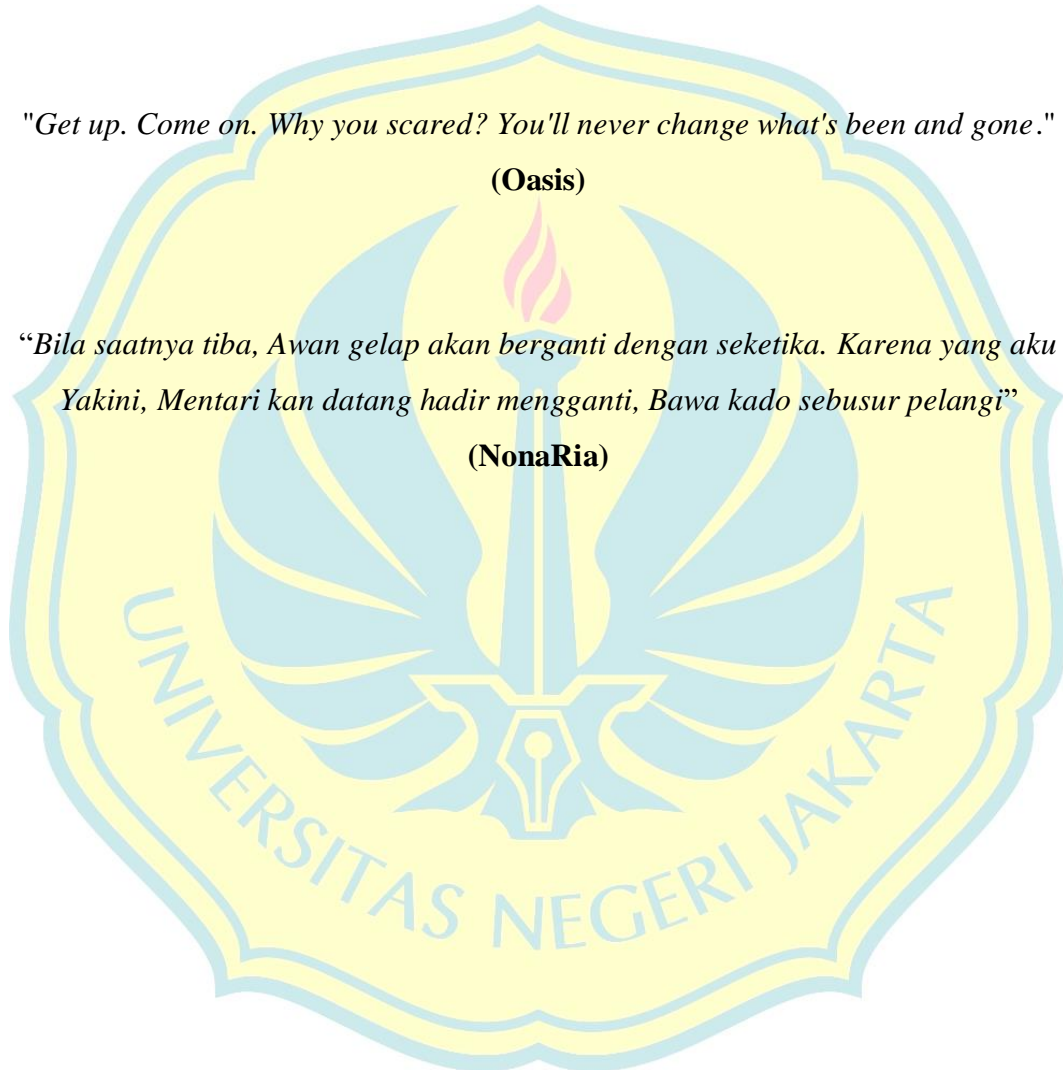 "Get up. Come on. Why you scared? You'll never change what's been and gone."
(Oasis)
“Bila saatnya tiba, Awan gelap akan berganti dengan seketika. Karena yang aku
Yakini, Mentari kan datang hadir mengganti, Bawa kado sebusur pelangi”
(NonaRia)
UNIVERSITAS NEGERI JAKARTA